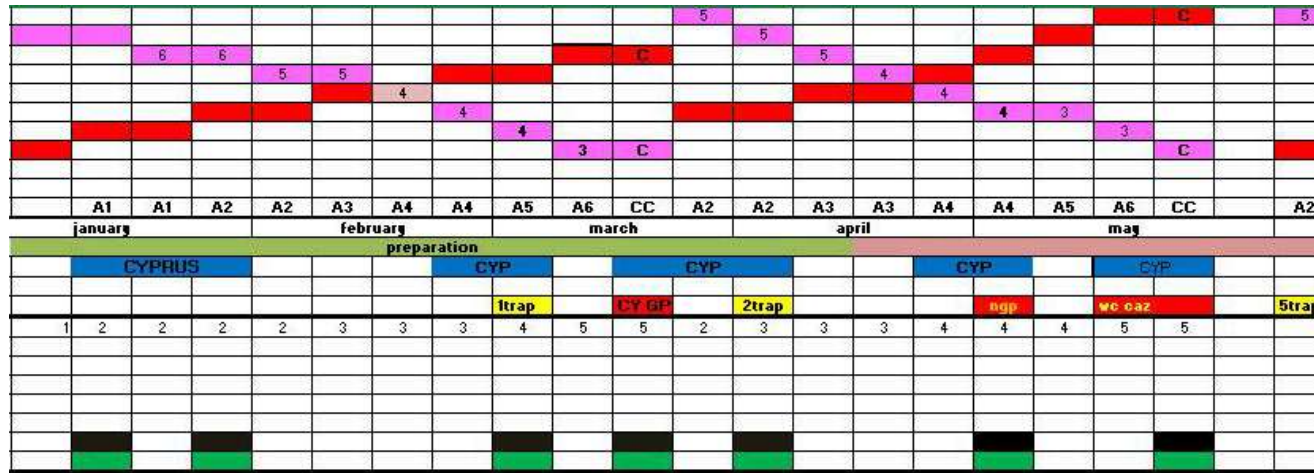 5 C 5
5
6 6 C 5
5 5 4
4 4
4 4 3
4 3
3 C C
A1 A1 A2 A2 A3 A4 A4 A5 A6 CC A2 A2 A3 A3 A4 A4 A5 A6 CC A2
january february march april may
preparation
CYPRUS CYP CYP CYP CYP
1trap CY GP 2trap ngp wc caz 5trap
1 2 2 2 2 3 3 3 4 5 5 2 3 3 3 4 4 4 5 5